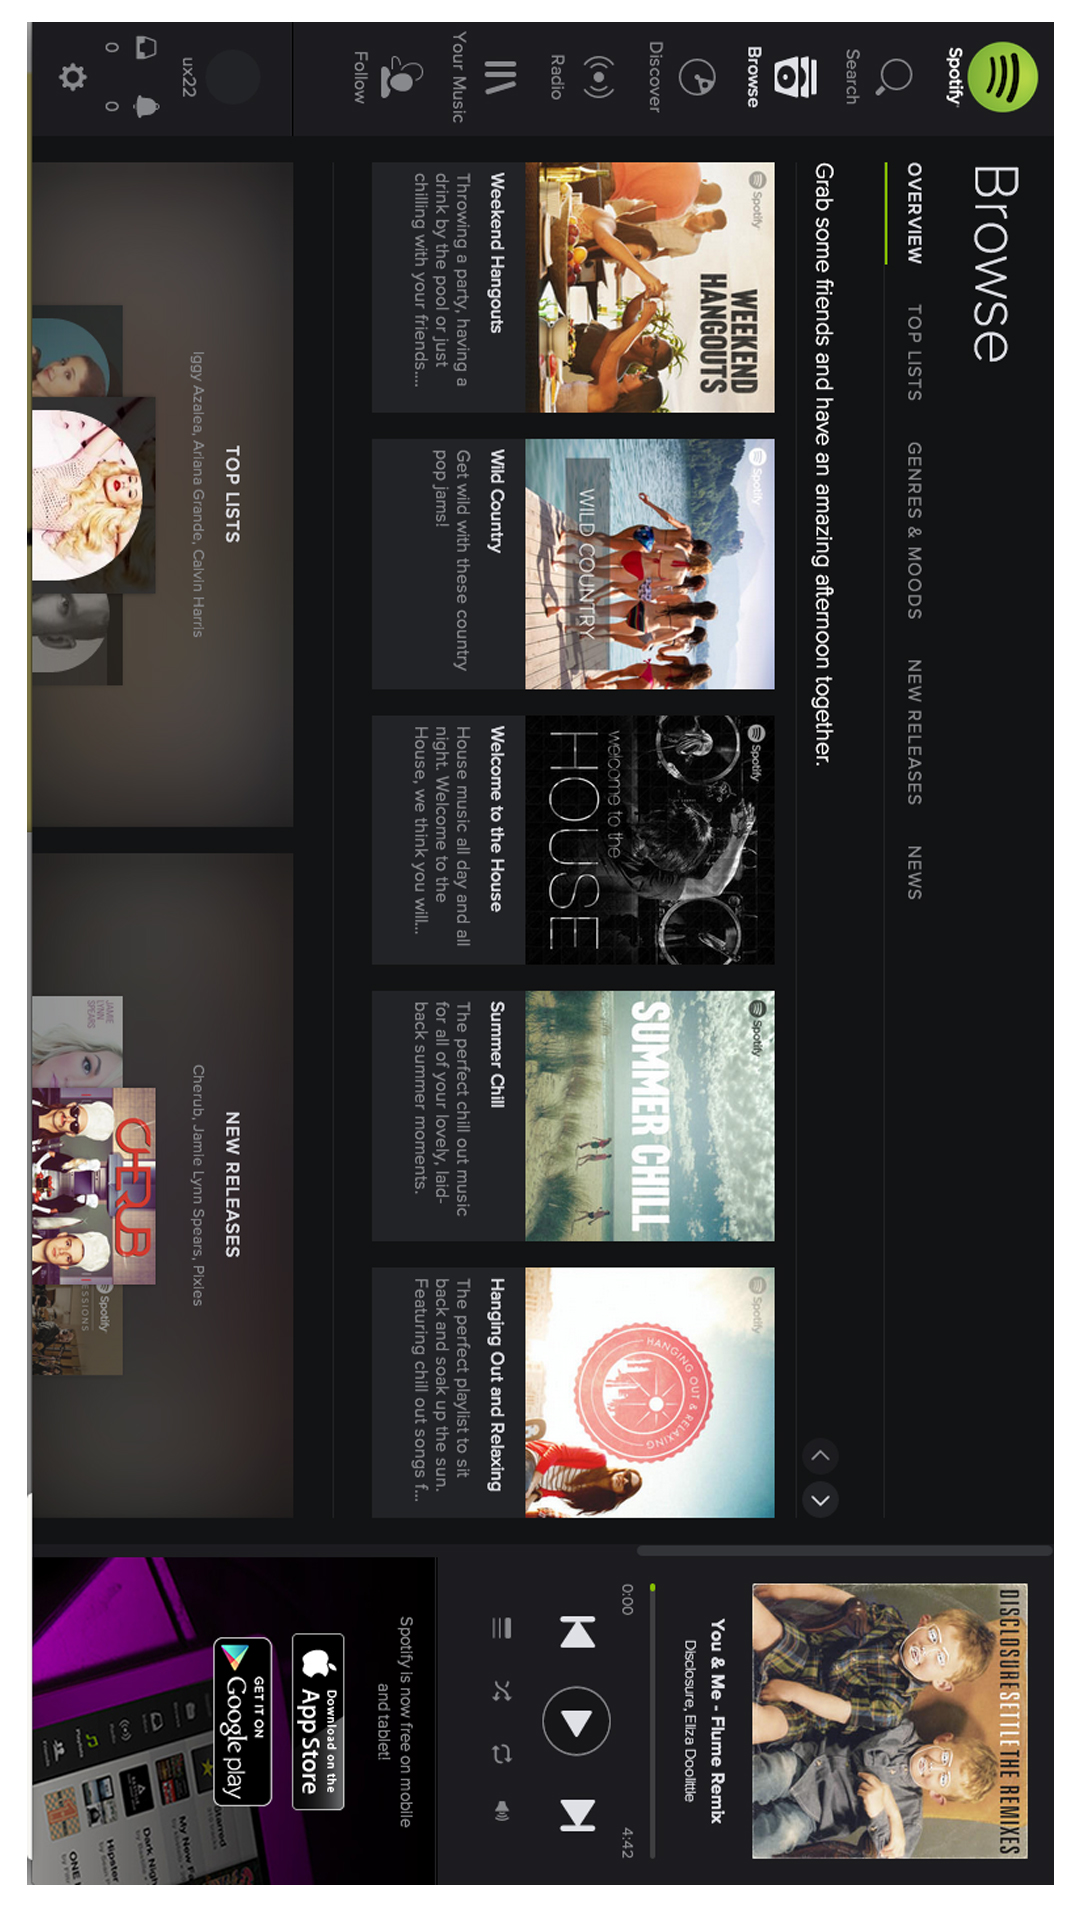 Spotify
Search
Browse
Discover
Radio
Your Music
Follow
ux22
0
0
Browse
OVERVIEW
TOP LISTS
GENRES & MOODS
NEW RELEASES
NEWS
Grab some friends and have an amazing afternoon together.
Spotify
WEEKEND
HANGOUTS
Weekend Hangouts
Throwing a party, having a
drink by the pool or just
chilling with your friends....
Spotify
WILD COUNTRY
Wild Country
Get wild with these country
pop jams!
Spotify
welcome to the
HOUSE
Welcome to the House
House music all day and all
night. Welcome to the
House, we think you will...
Spotify
SUMMER CHILL
Summer Chill
The perfect chill out music
for all of your lovely, laid-
back summer moments.
Spotify
HANGING OUT & RELAXING
Hanging Out and Relaxing
The perfect playlist to sit
back and soak up the sun.
Featuring chill out songs f...
TOP LISTS
Iggy Azalea, Ariana Grande, Calvin Harris
NEW RELEASES
Cherub, Jamie Lynn Spears, Pixies
JAMIE
LYNN
SPEARS
CHERUB
Spotify
DISCLOSURE SETTLE THE REMIXES
You & Me - Flume Remix
Disclosure, Eliza Doolittle
0:00
4:42
Spotify is now free on mobile
and tablet!
Download on the
App Store
GET IT ON
Google play
My New Fi
Dark Nigh
Hipster
ONE